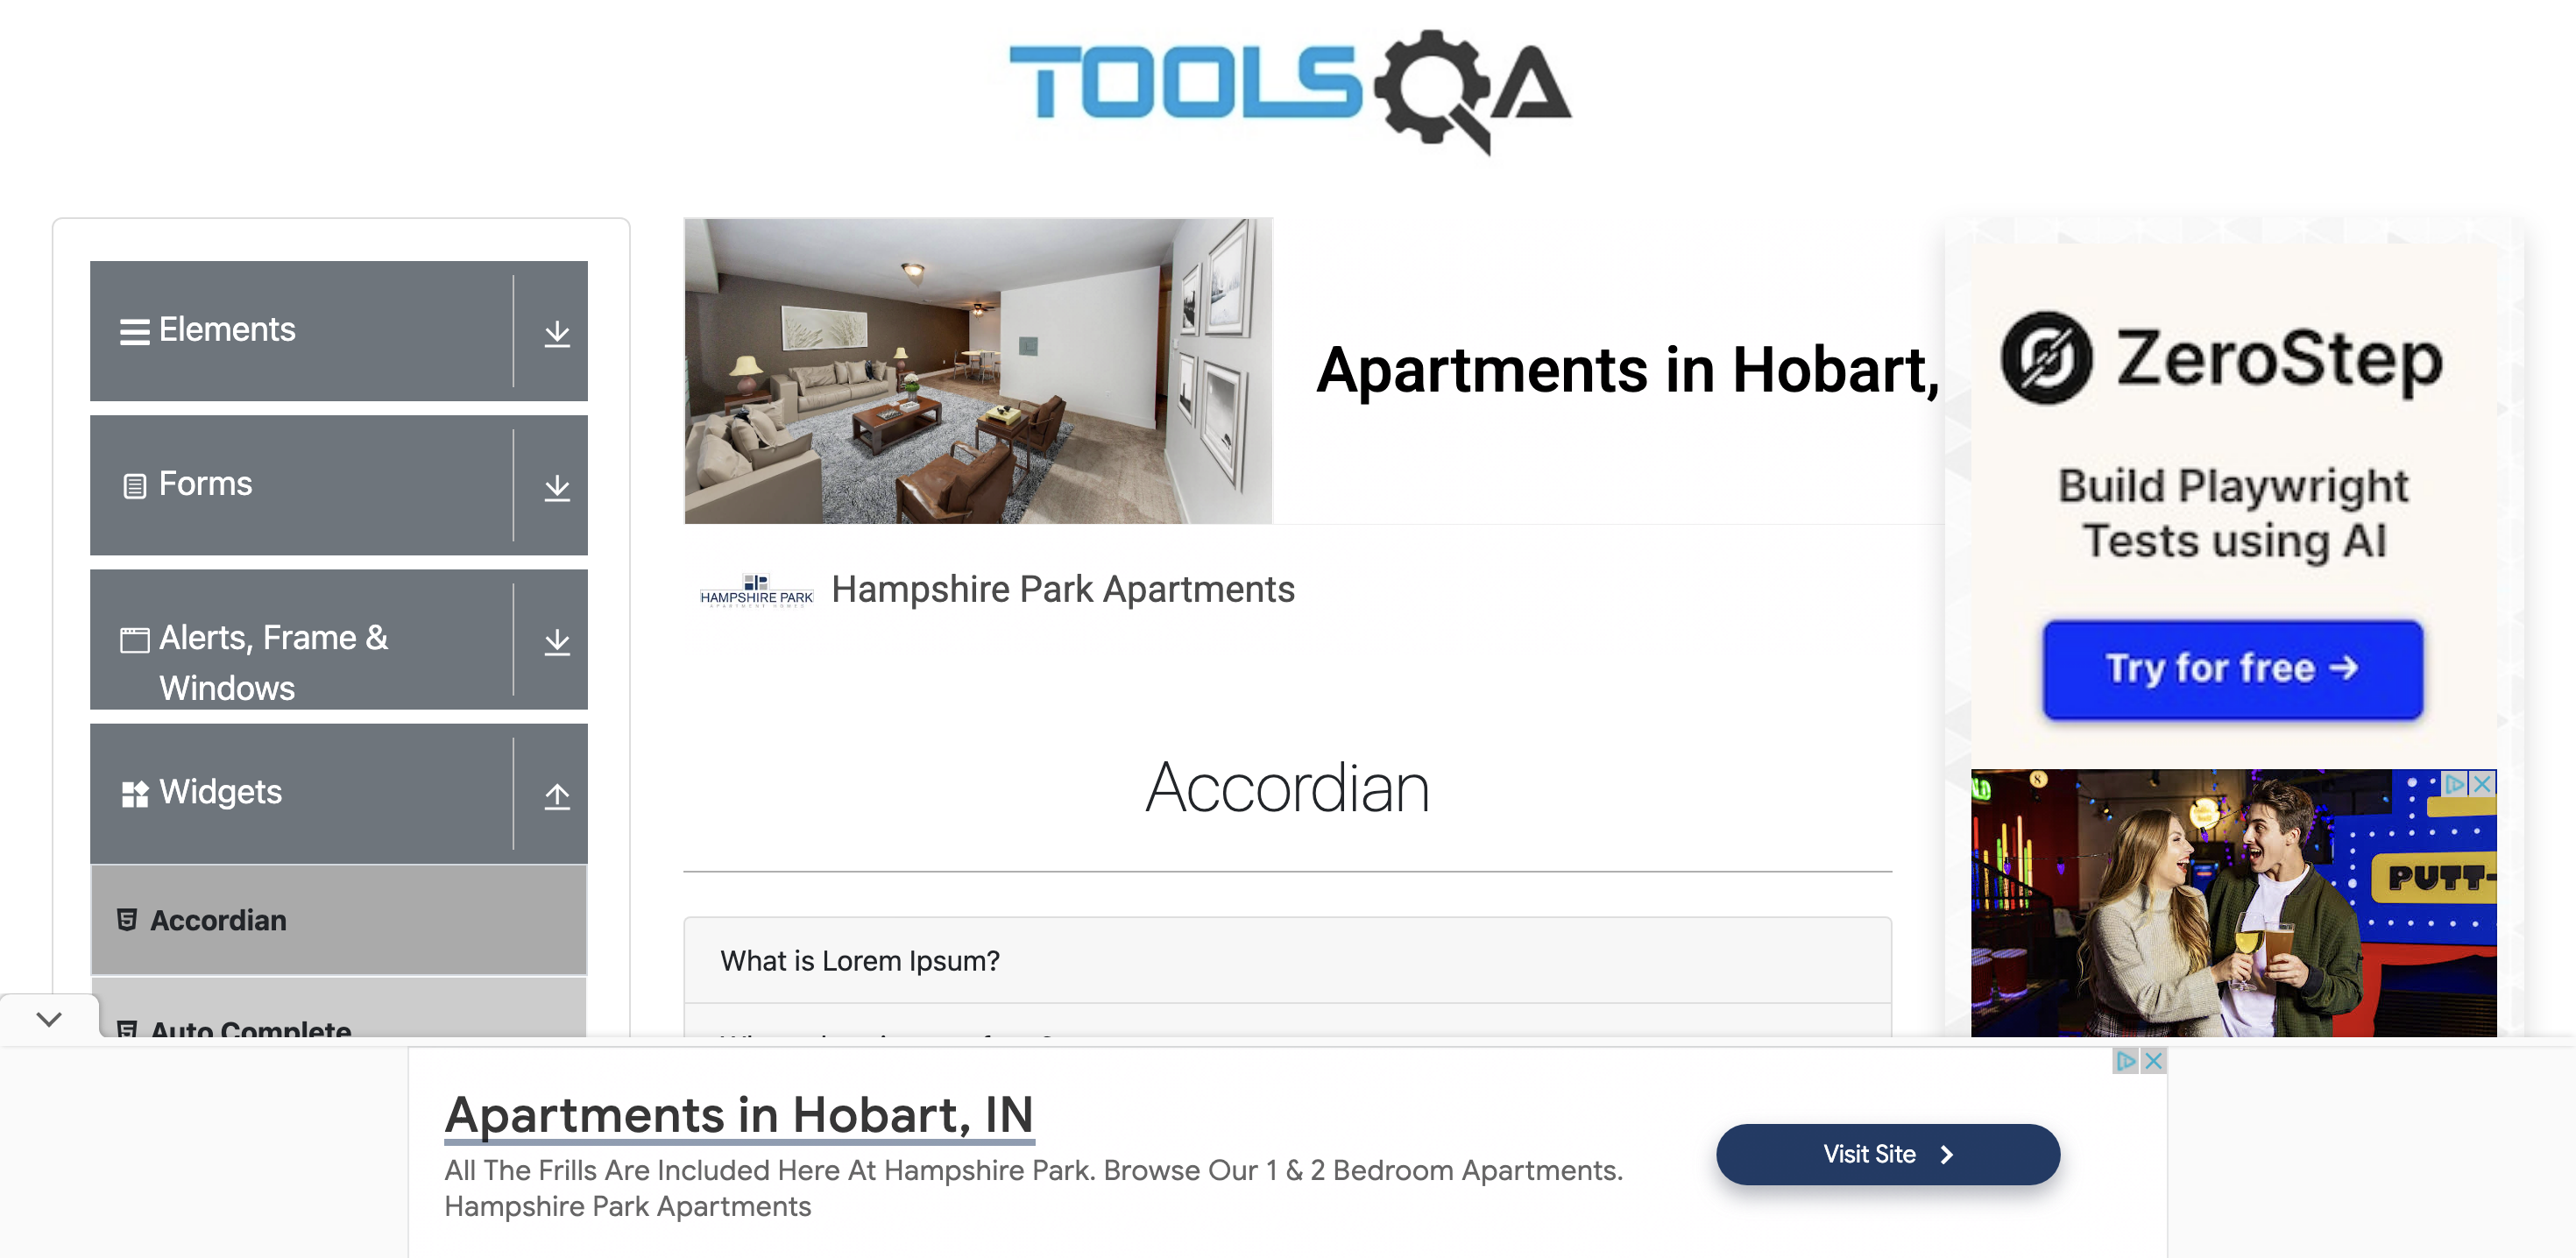 TOOLSQA
Elements
Forms
Alerts, Frame &
Windows
Widgets
Accordian
Auto Complete
Apartments in Hobart,
HAMPSHIRE PARK
APARTMENT HOMES
Hampshire Park Apartments
Accordian
What is Lorem Ipsum?
ZeroStep
Build Playwright
Tests using AI
Try for free →
8
PUTT-
Apartments in Hobart, IN
All The Frills Are Included Here At Hampshire Park. Browse Our 1 & 2 Bedroom Apartments.
Hampshire Park Apartments
Visit Site